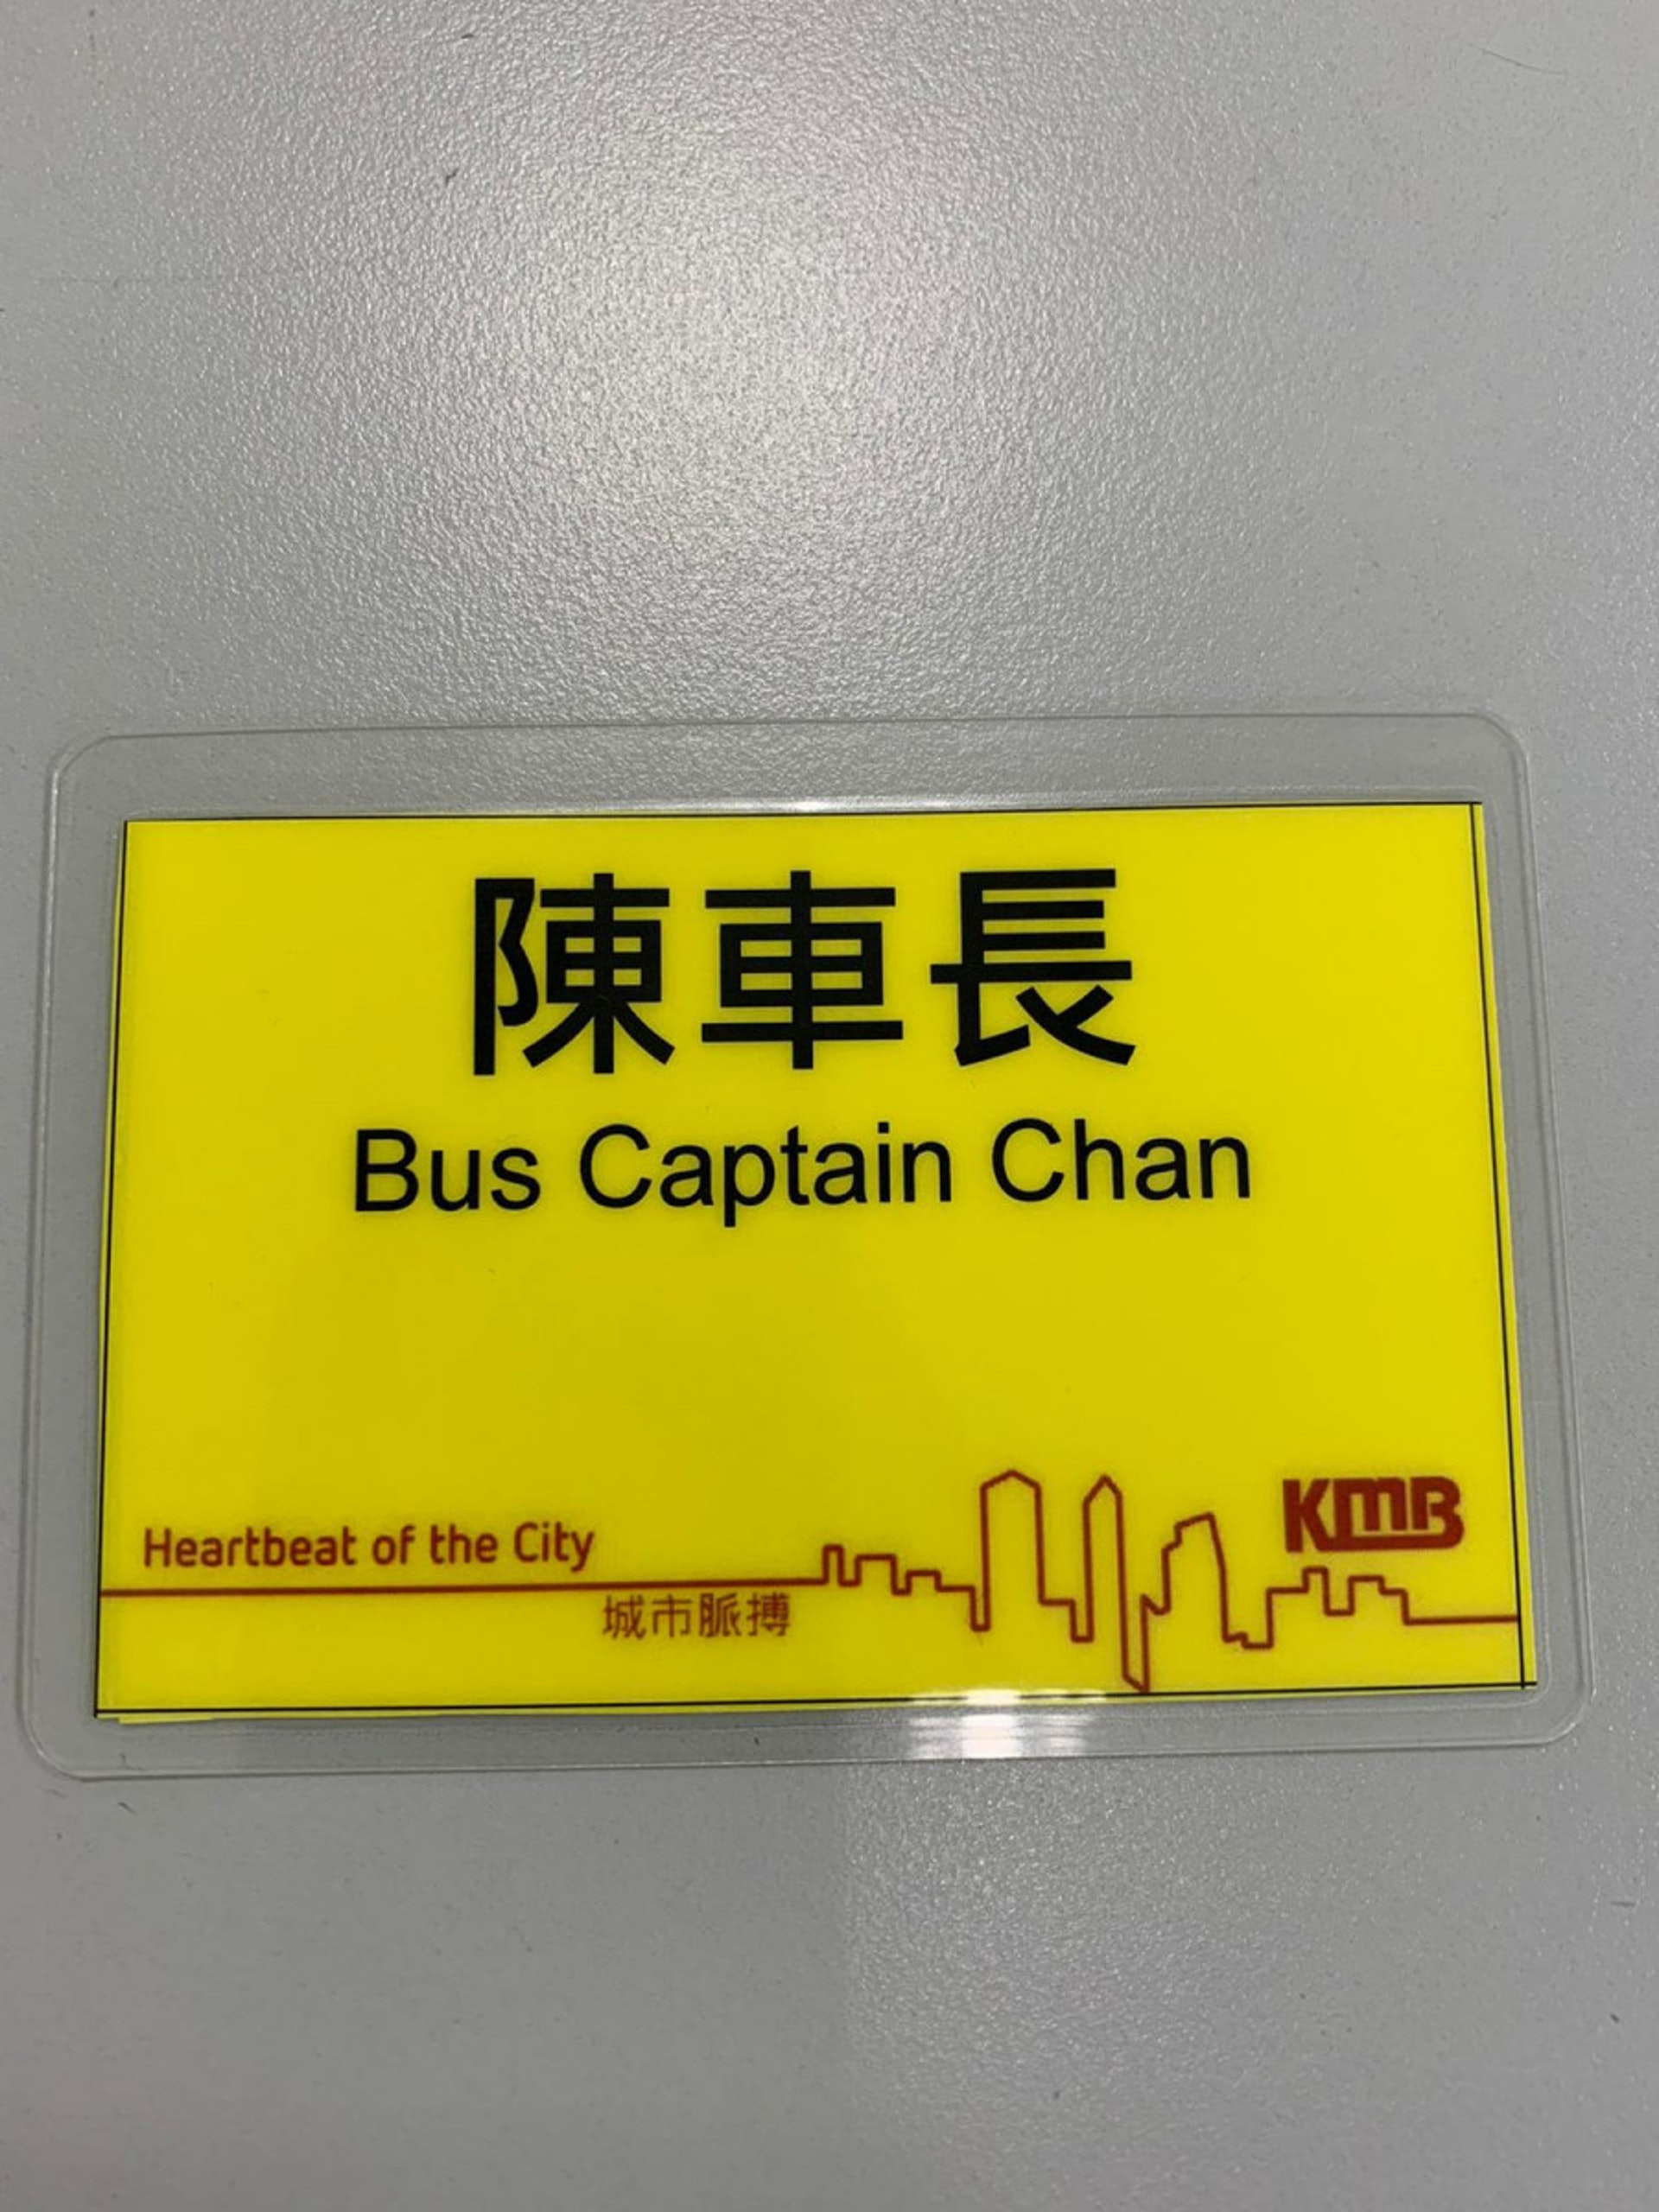 陳車長
Bus Captain Chan
KMB
Heartbeat of the City
城市脈搏